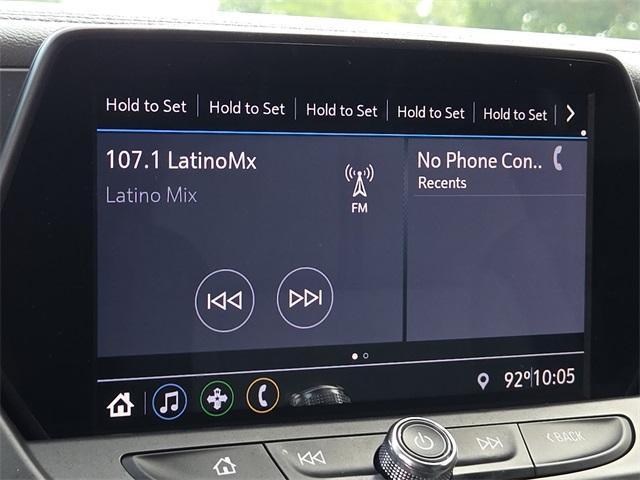 Hold to Set Hold to Set Hold to Set Hold to Set Hold to Set
107.1 LatinoMx
Latino Mix
FM
No Phone Con..
Recents
92° 10:05
BACK